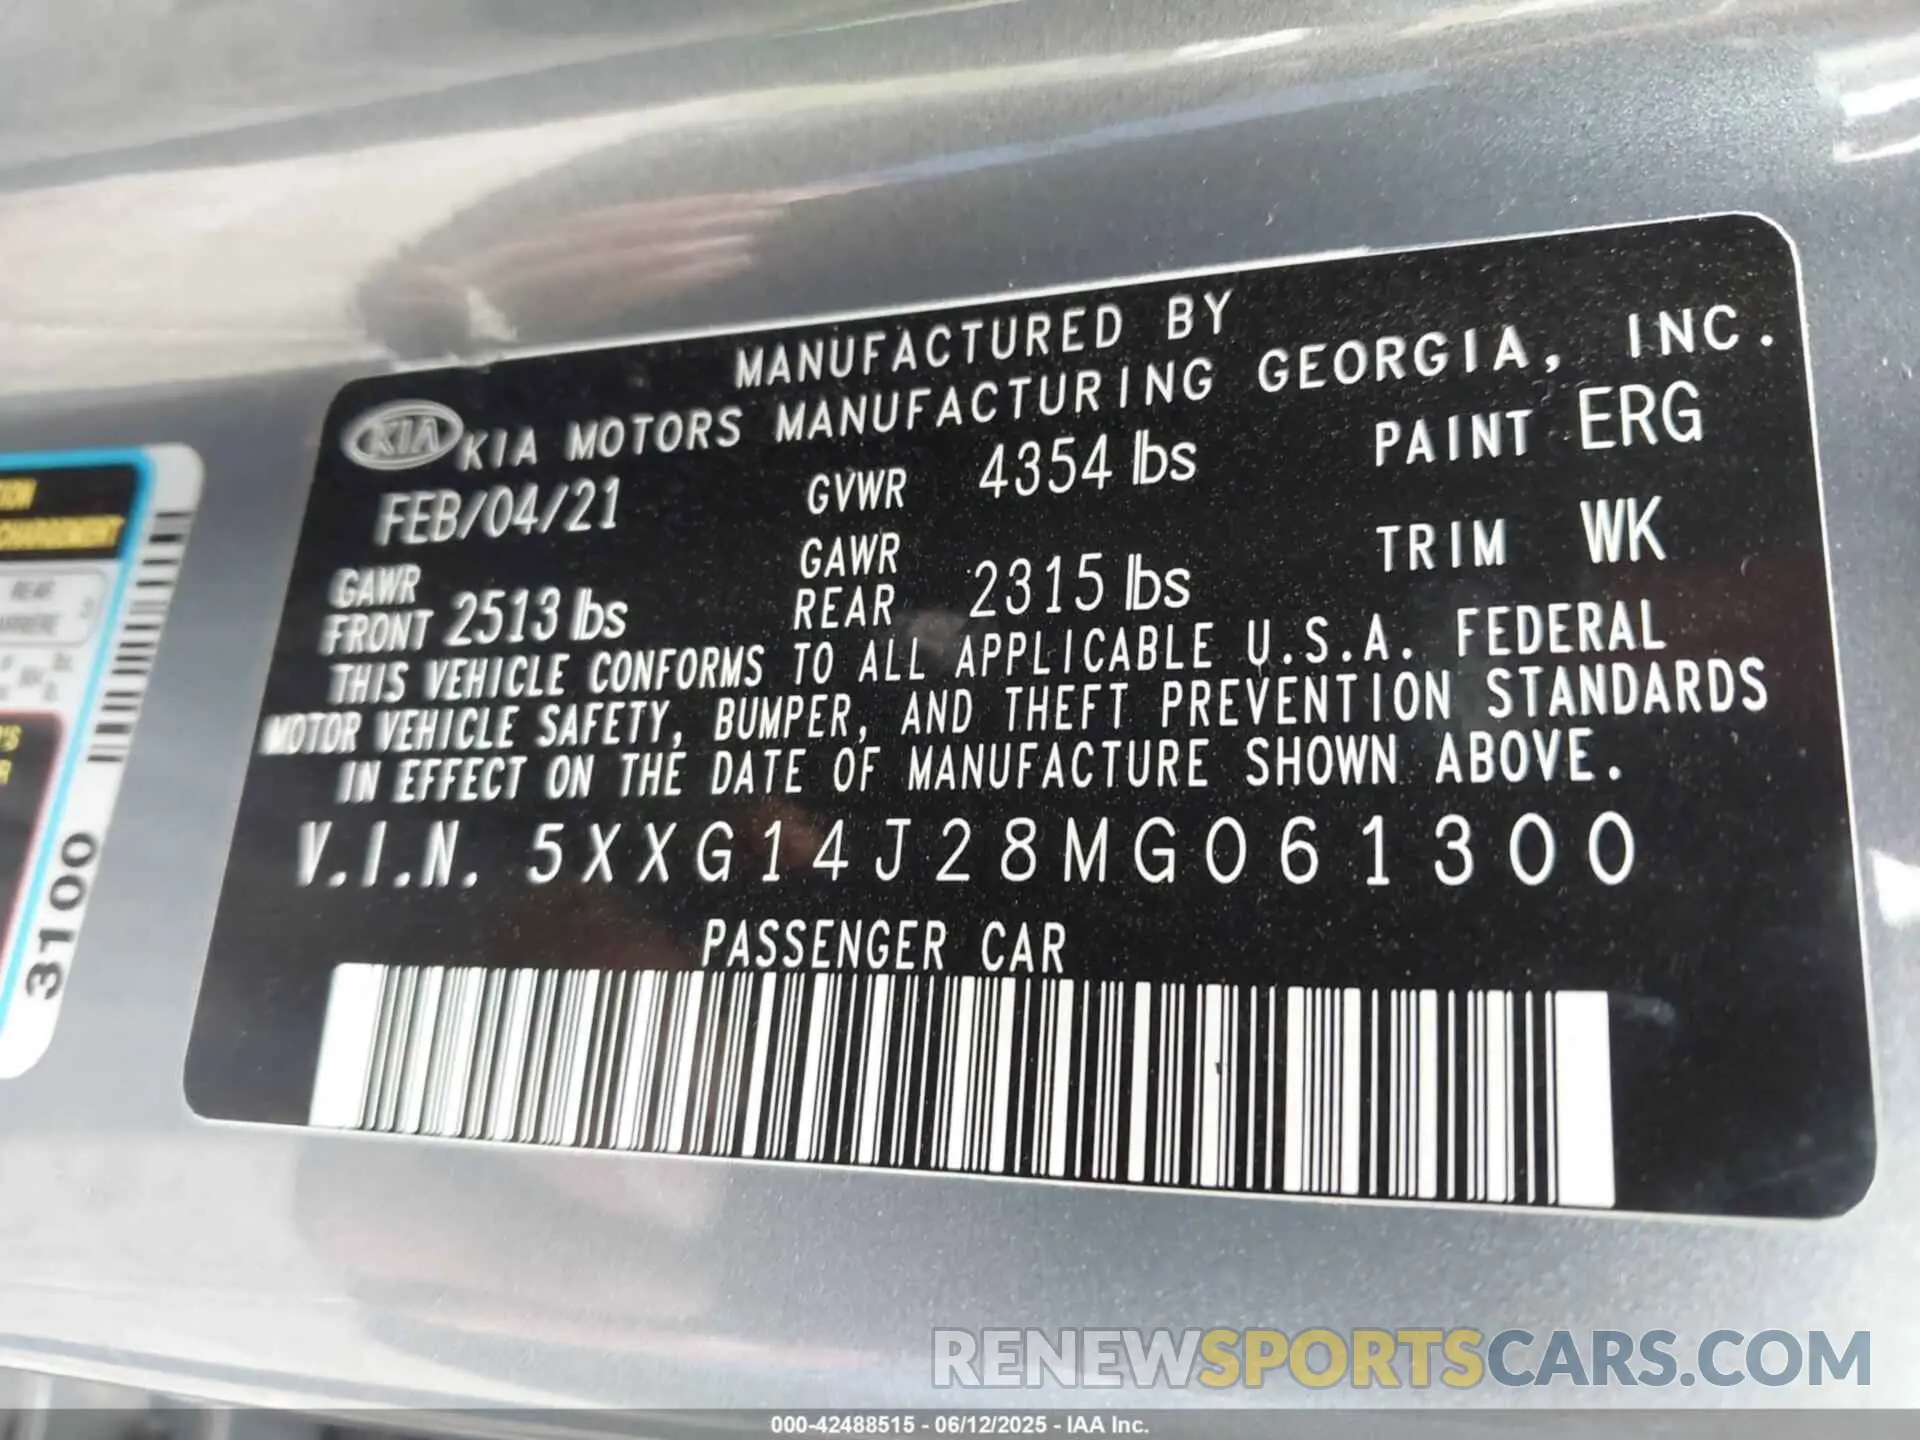 MANUFACTURED BY
KIA KIA MOTORS MANUFACTURING GEORGIA, INC.
FEB/04/21 GVWR 4354 lbs PAINT ERG
GAWR FRONT 2513 lbs GAWR REAR 2315 lbs TRIM WK
THIS VEHICLE CONFORMS TO ALL APPLICABLE U.S.A. FEDERAL
MOTOR VEHICLE SAFETY, BUMPER, AND THEFT PREVENTION STANDARDS
IN EFFECT ON THE DATE OF MANUFACTURE SHOWN ABOVE.
V.I.N. 5XXG14J28MG061300
PASSENGER CAR
REAR
3100
RENEWSPORTSCARS.COM
000-42488515 - 06/12/2025 - IAA Inc.